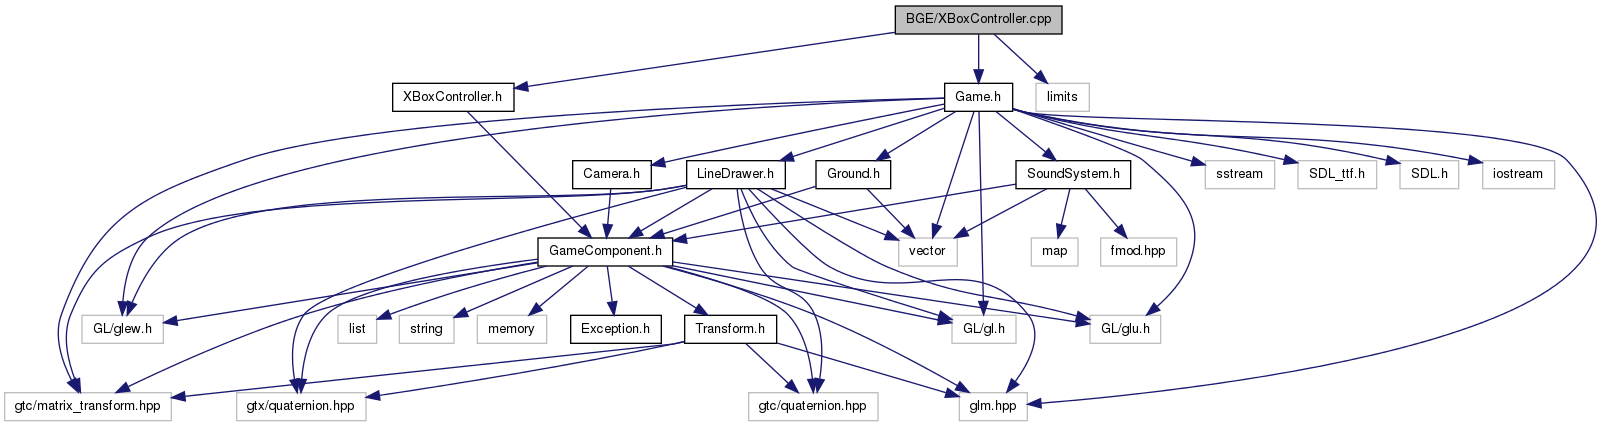 BGE/XBoxController.cpp
XBoxController.h
Game.h
limits
Camera.h
LineDrawer.h
Ground.h
SoundSystem.h
sstream
SDL_ttf.h
SDL.h
iostream
GameComponent.h
vector
map
fmod.hpp
GL/glew.h
list
string
memory
Exception.h
Transform.h
GL/gl.h
GL/glu.h
gtc/matrix_transform.hpp
gtx/quaternion.hpp
gtc/quaternion.hpp
glm.hpp